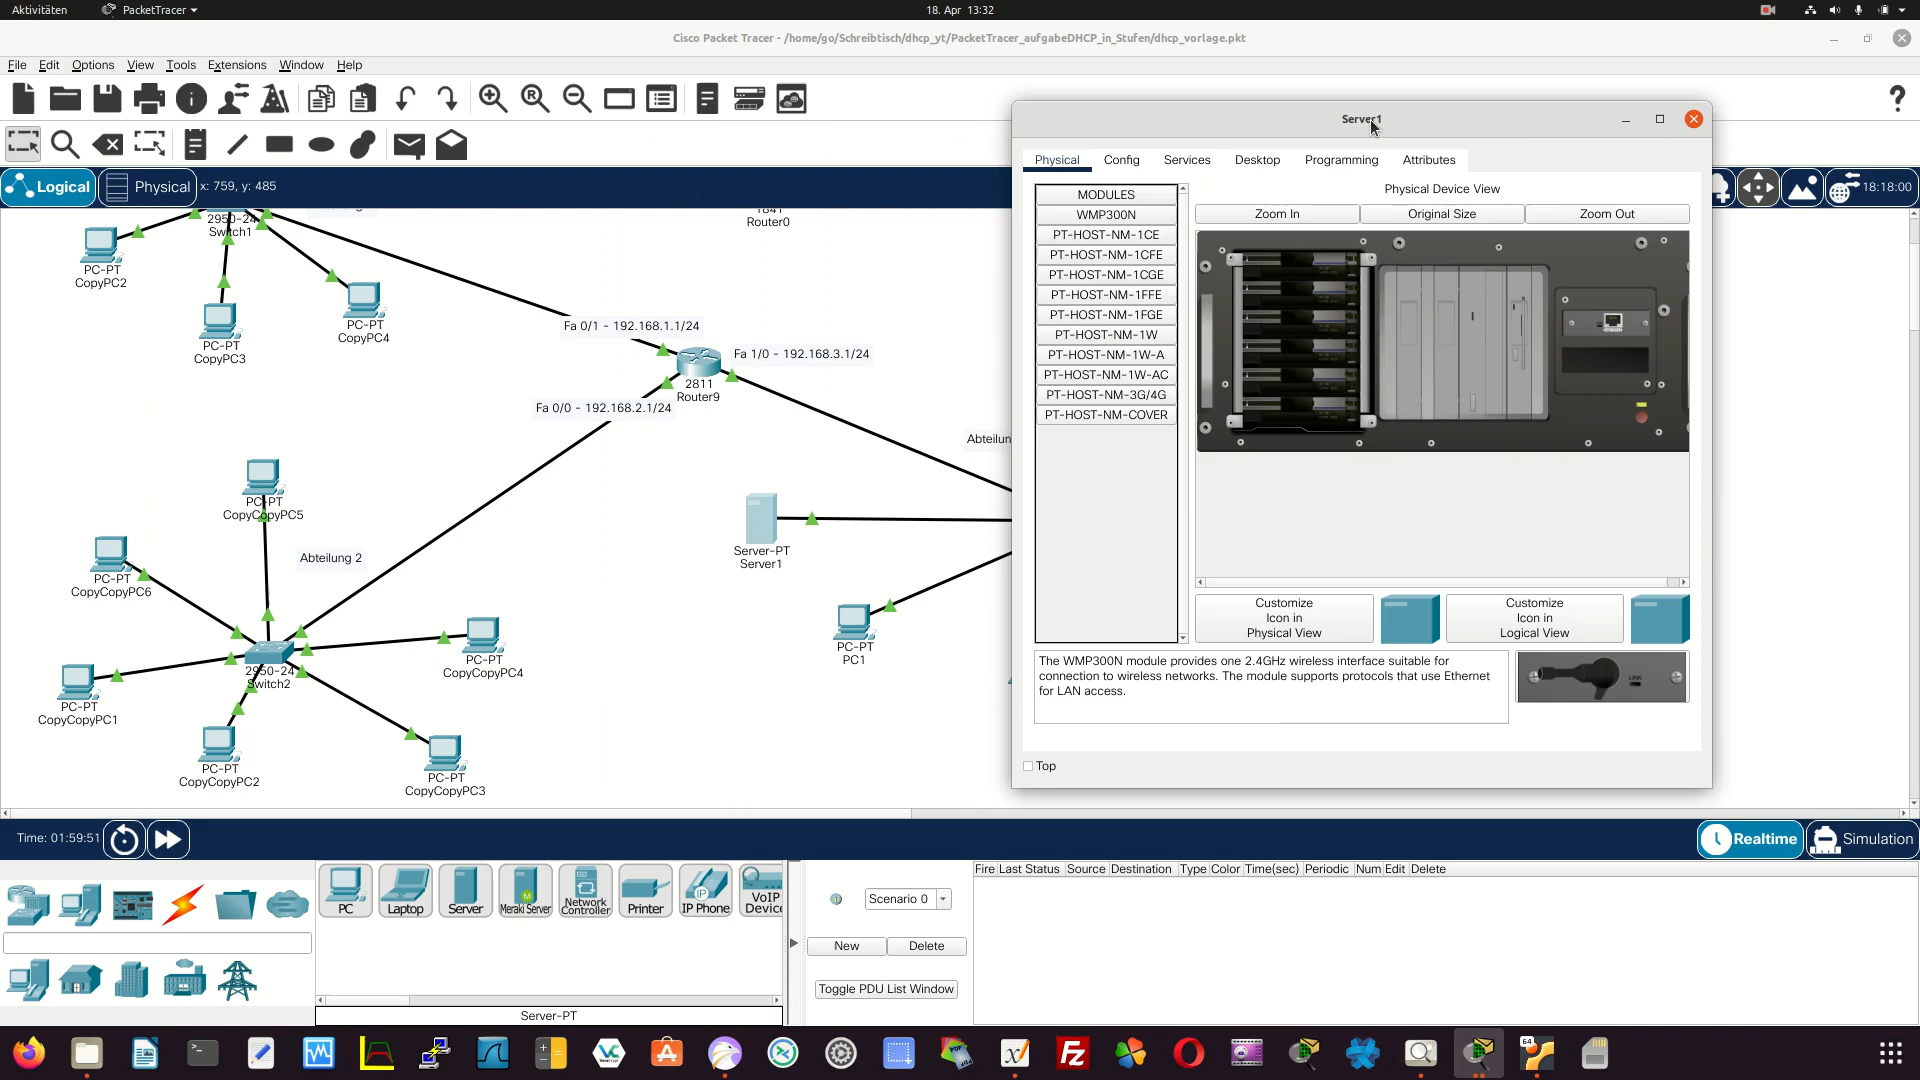 Aktivitäten
PacketTracer
18. Apr 13:32
Cisco Packet Tracer - /home/go/Schreibtisch/dhcp_yt/PacketTracer_aufgabeDHCP_in_Stufen/dhcp_vorlage.pkt
File Edit Options View Tools Extensions Window Help
Logical
Physical
x: 759, y: 485
18:18:00
2950-24
Switch1
1841
Router0
PC-PT
CopyPC2
PC-PT
CopyPC3
PC-PT
CopyPC4
Fa 0/1 - 192.168.1.1/24
Fa 1/0 - 192.168.3.1/24
2811
Router9
Fa 0/0 - 192.168.2.1/24
Abteilun
PC-PT
CopyCopyPC5
Abteilung 2
PC-PT
CopyCopyPC6
Server-PT
Server1
PC-PT
PC1
PC-PT
CopyCopyPC4
2950-24
Switch2
PC-PT
CopyCopyPC1
PC-PT
CopyCopyPC2
PC-PT
CopyCopyPC3
Server1
Physical Config Services Desktop Programming Attributes
MODULES
WMP300N
PT-HOST-NM-1CE
PT-HOST-NM-1CFE
PT-HOST-NM-1CGE
PT-HOST-NM-1FFE
PT-HOST-NM-1FGE
PT-HOST-NM-1W
PT-HOST-NM-1W-A
PT-HOST-NM-1W-AC
PT-HOST-NM-3G/4G
PT-HOST-NM-COVER
Physical Device View
Zoom In Original Size Zoom Out
Customize
Icon in
Physical View
Customize
Icon in
Logical View
The WMP300N module provides one 2.4GHz wireless interface suitable for
connection to wireless networks. The module supports protocols that use Ethernet
for LAN access.
LINK
Top
Time: 01:59:51
Realtime
Simulation
PC
Laptop
Server
Meraki Server
Network
Controller
Printer
IP Phone
VoIP
Device
Server-PT
Scenario 0
New
Delete
Toggle PDU List Window
Fire Last Status Source Destination Type Color Time(sec) Periodic Num Edit Delete